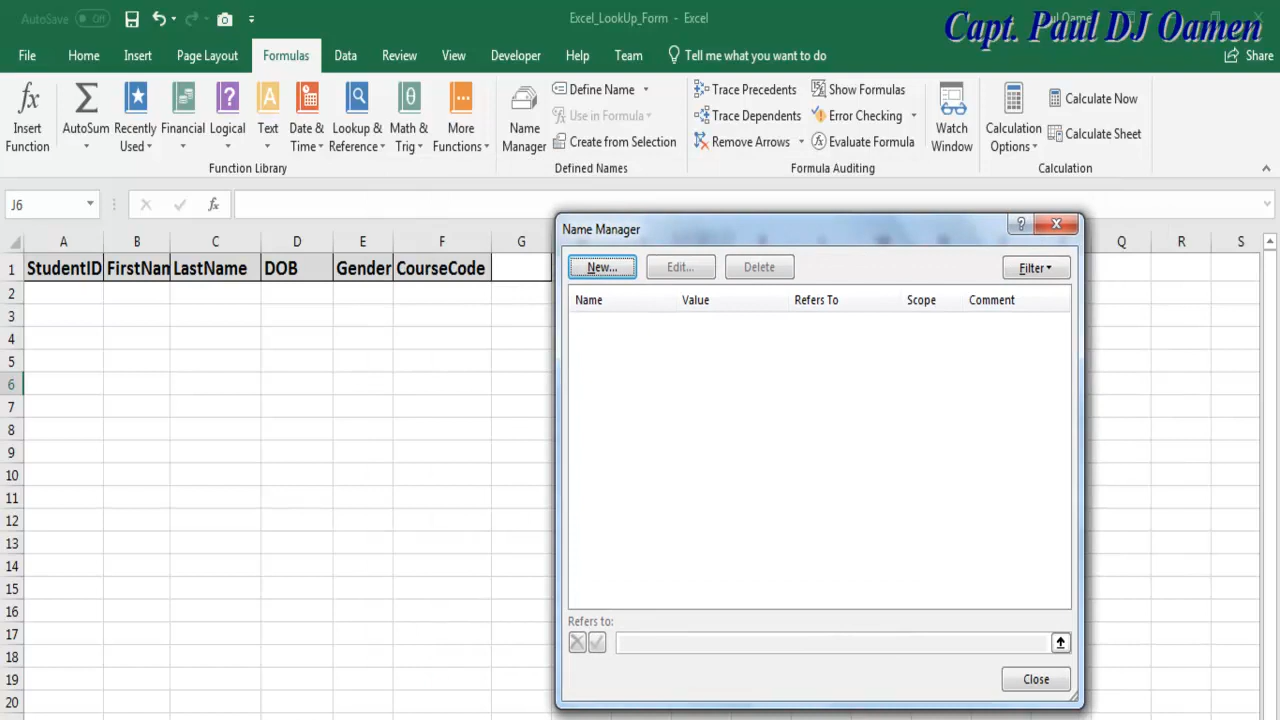 AutoSave Off
Excel_LookUp_Form - Excel
Capt. Paul DJ Oamen
File Home Insert Page Layout Formulas Data Review View Developer Help Team Tell me what you want to do Share
Insert Function
AutoSum
Recently Used
Financial
Logical
Text
Date & Time
Lookup & Reference
Math & Trig
More Functions
Function Library
Name Manager
Define Name
Use in Formula
Create from Selection
Defined Names
Trace Precedents
Trace Dependents
Remove Arrows
Show Formulas
Error Checking
Evaluate Formula
Formula Auditing
Watch Window
Calculation Options
Calculate Now
Calculate Sheet
Calculation
J6
fx
A B C D E F G Q R S
1 StudentID FirstNam LastName DOB Gender CourseCode
2
3
4
5
6
7
8
9
10
11
12
13
14
15
16
17
18
19
20
Name Manager
New... Edit... Delete Filter
Name Value Refers To Scope Comment
Refers to:
Close